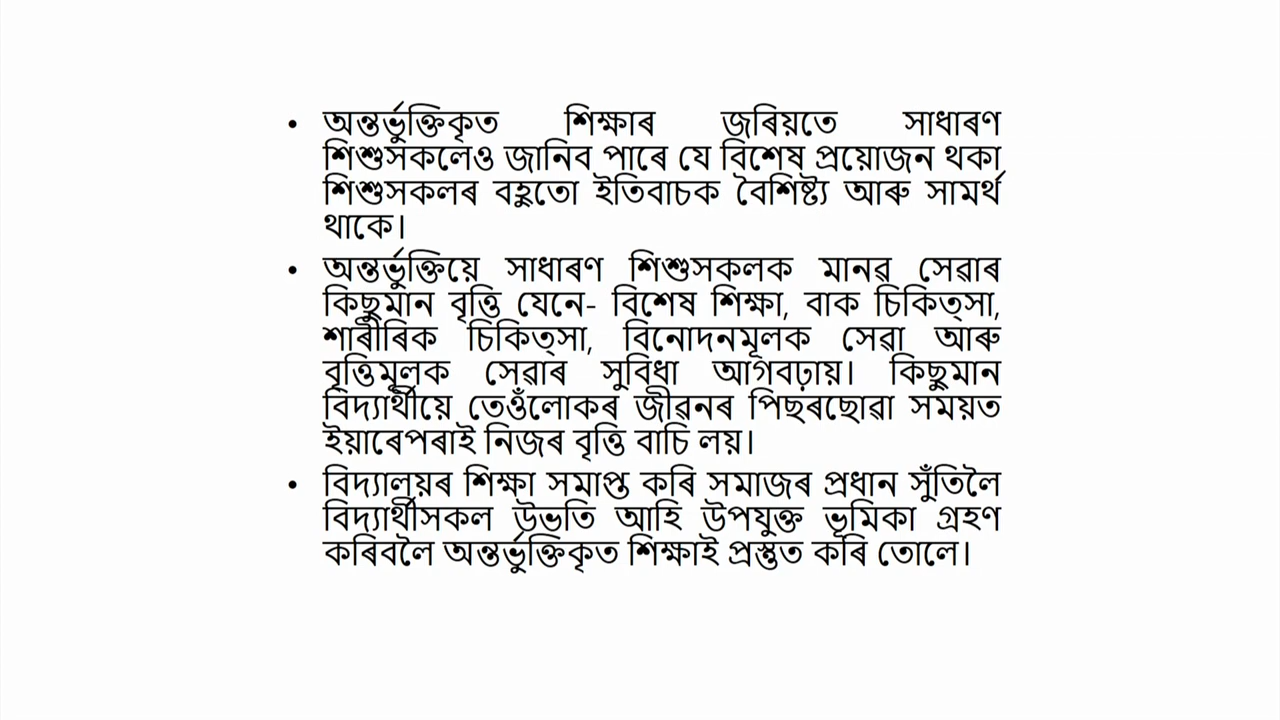 • অন্তৰ্ভুক্তিকৃত শিক্ষাৰ জৰিয়তে সাধাৰণ
শিশুসকলেও জানিব পাৰে যে বিশেষ প্ৰয়োজন থকা
শিশুসকলৰ বহুতো ইতিবাচক বৈশিষ্ট্য আৰু সামৰ্থ
থাকে।
• অন্তৰ্ভুক্তিয়ে সাধাৰণ শিশুসকলক মানৱ সেৱাৰ
কিছুমান বৃত্তি যেনে- বিশেষ শিক্ষা, বাক চিকিত্সা,
শাৰীৰিক চিকিত্সা, বিনোদনমূলক সেৱা আৰু
বৃত্তিমূলক সেৱাৰ সুবিধা আগবঢ়ায়। কিছুমান
বিদ্যাৰ্থীয়ে তেওঁলোকৰ জীৱনৰ পিছৰছোৱা সময়ত
ইয়াৰেপৰাই নিজৰ বৃত্তি বাচি লয়।
• বিদ্যালয়ৰ শিক্ষা সমাপ্ত কৰি সমাজৰ প্ৰধান সুঁতিলৈ
বিদ্যাৰ্থীসকল উভতি আহি উপযুক্ত ভূমিকা গ্ৰহণ
কৰিবলৈ অন্তৰ্ভুক্তিকৃত শিক্ষাই প্ৰস্তুত কৰি তোলে।